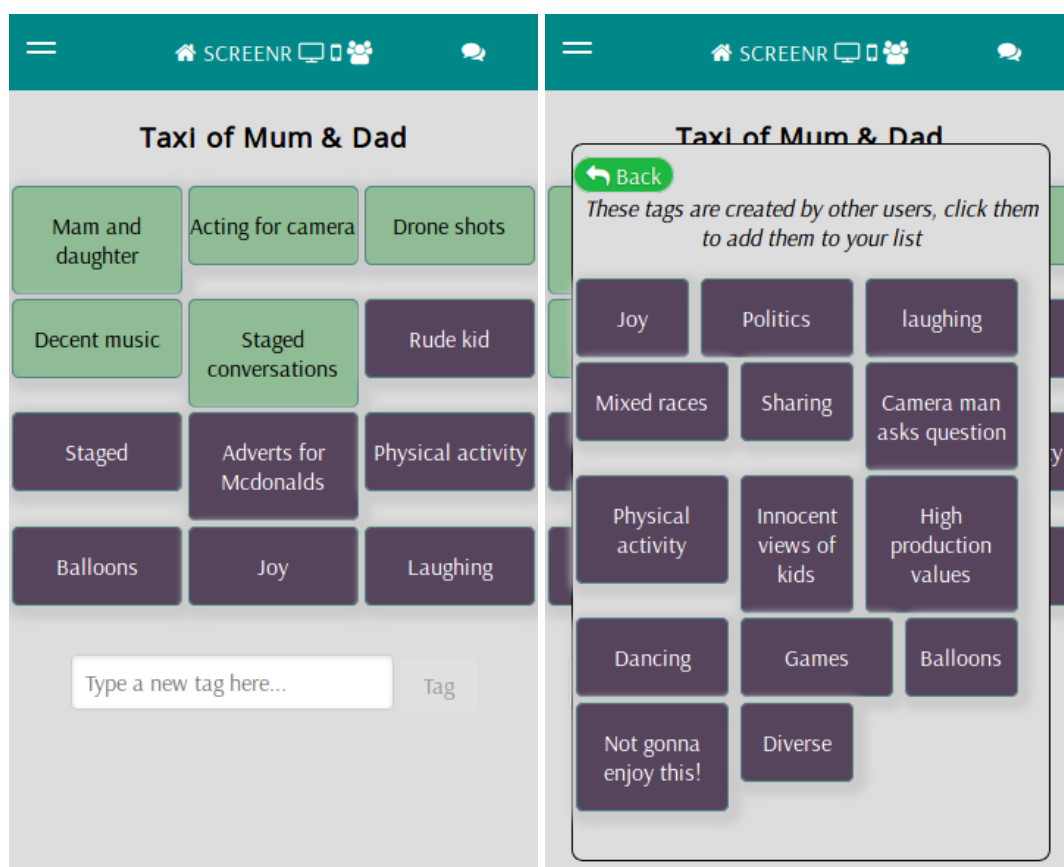 SCREENR
Taxi of Mum & Dad
Mam and
daughter
Acting for camera
Drone shots
Decent music
Staged
conversations
Rude kid
Staged
Adverts for
Mcdonalds
Physical activity
Balloons
Joy
Laughing
Type a new tag here...
Tag
SCREENR
Taxi of Mum & Dad
Back
These tags are created by other users, click them
to add them to your list
Joy
Politics
laughing
Mixed races
Sharing
Camera man
asks question
Physical
activity
Innocent
views of
kids
High
production
values
Dancing
Games
Balloons
Not gonna
enjoy this!
Diverse